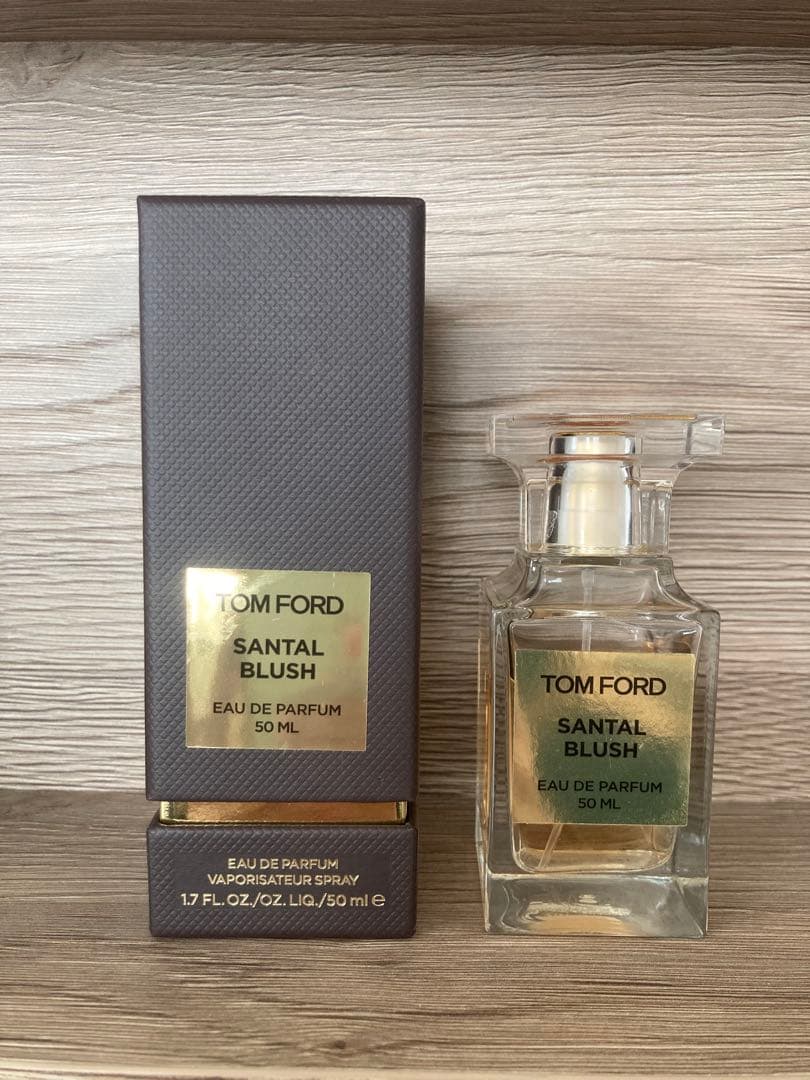 TOM FORD
SANTAL
BLUSH
EAU DE PARFUM
50 ML
EAU DE PARFUM
VAPORISATEUR SPRAY
1.7 FL. OZ./OZ. LIQ./50 ml ℮
TOM FORD
SANTAL
BLUSH
EAU DE PARFUM
50 ML